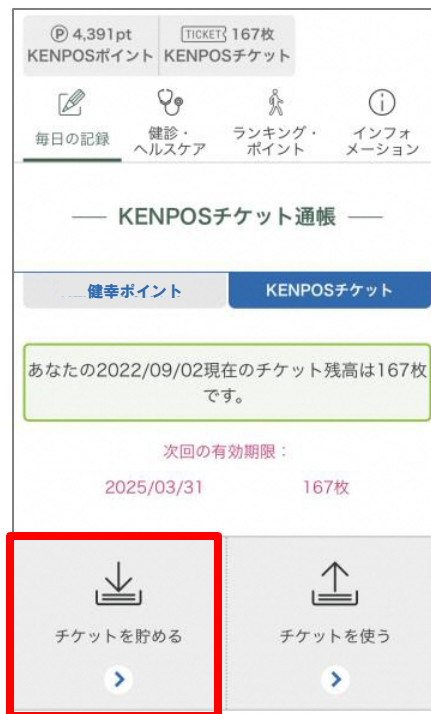 Ⓟ 4,391pt
KENPOSポイント
TICKET 167枚
KENPOSチケット
毎日の記録
健診・
ヘルスケア
ランキング・
ポイント
インフォ
メーション
KENPOSチケット通帳
健幸ポイント
KENPOSチケット
あなたの2022/09/02現在のチケット残高は167枚
です。
次回の有効期限：
2025/03/31 167枚
チケットを貯める
チケットを使う